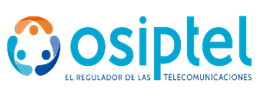 osiptel
EL REGULADOR DE LAS TELECOMUNICACIONES